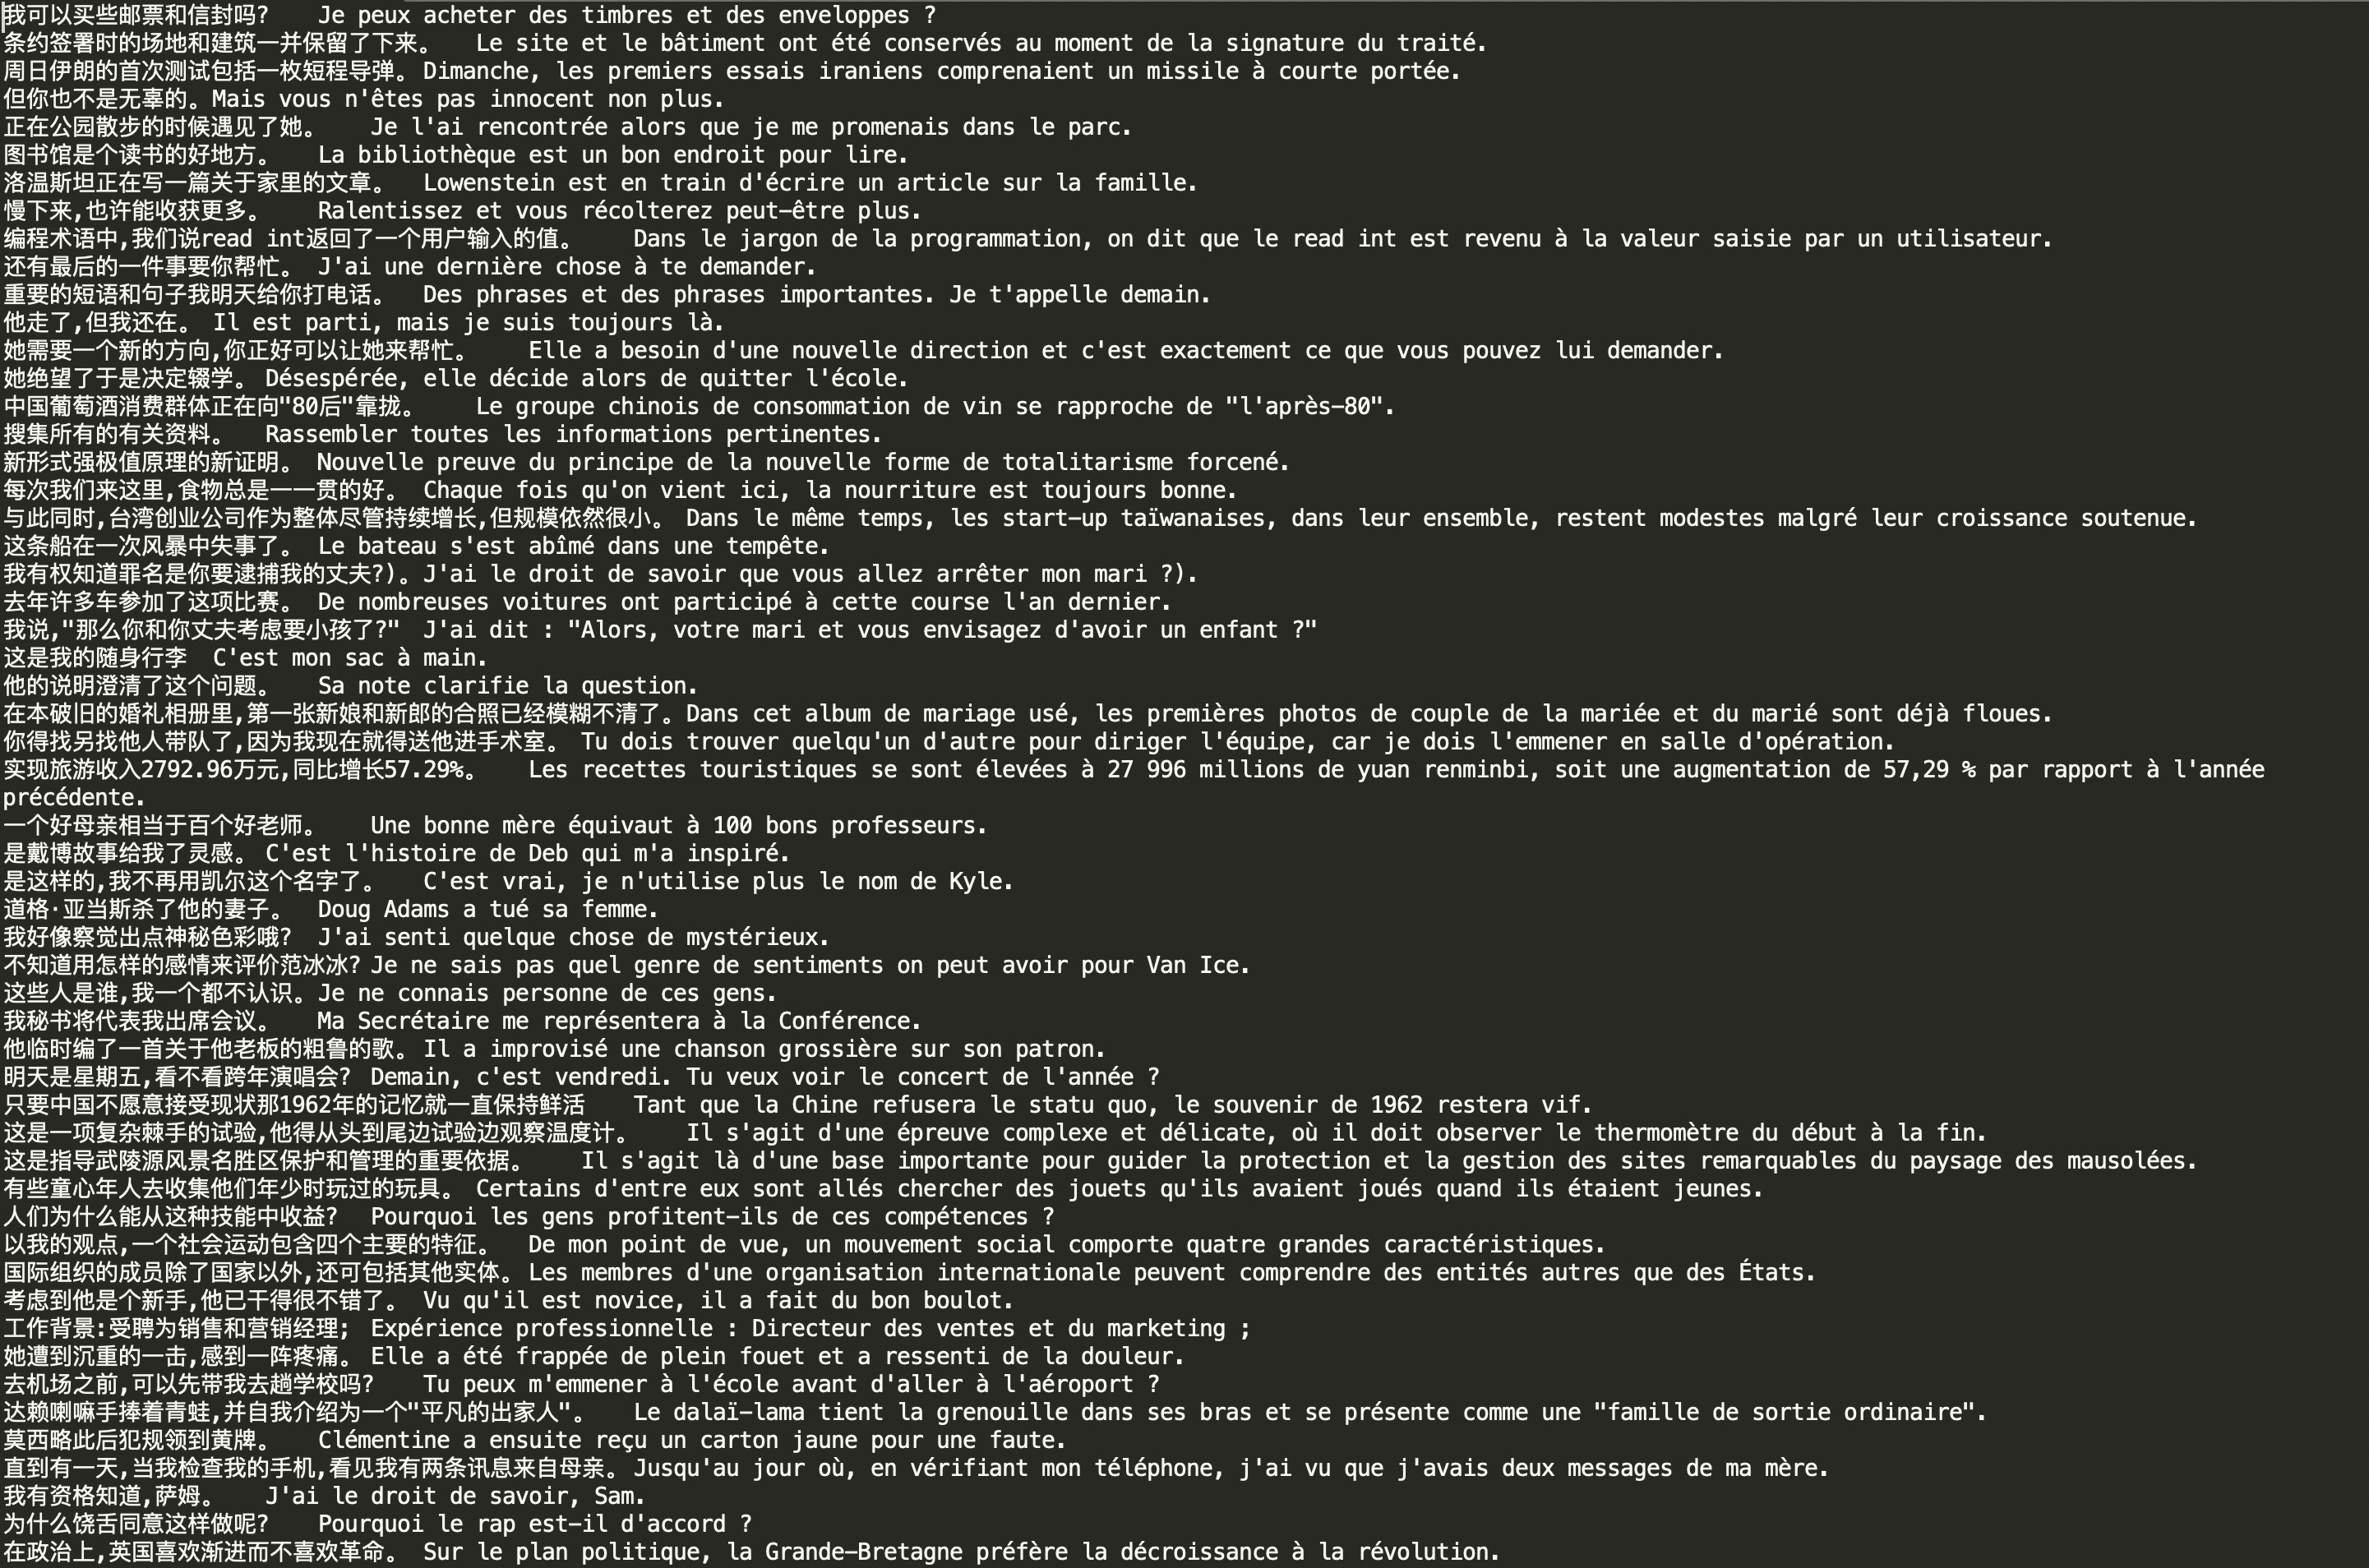 我可以买些邮票和信封吗?    Je peux acheter des timbres et des enveloppes ?
条约签署时的场地和建筑一并保留了下来。    Le site et le bâtiment ont été conservés au moment de la signature du traité.
周日伊朗的首次测试包括一枚短程导弹。 Dimanche, les premiers essais iraniens comprenaient un missile à courte portée.
但你也不是无辜的。 Mais vous n'êtes pas innocent non plus.
正在公园散步的时候遇见了她。    Je l'ai rencontrée alors que je me promenais dans le parc.
图书馆是个读书的好地方。    La bibliothèque est un bon endroit pour lire.
洛温斯坦正在写一篇关于家里的文章。    Lowenstein est en train d'écrire un article sur la famille.
慢下来,也许能收获更多。    Ralentissez et vous récolterez peut-être plus.
编程术语中,我们说read int返回了一个用户输入的值。    Dans le jargon de la programmation, on dit que le read int est revenu à la valeur saisie par un utilisateur.
还有最后的一件事要你帮忙。 J'ai une dernière chose à te demander.
重要的短语和句子我明天给你打电话。    Des phrases et des phrases importantes. Je t'appelle demain.
他走了,但我还在。 Il est parti, mais je suis toujours là.
她需要一个新的方向,你正好可以让她来帮忙。    Elle a besoin d'une nouvelle direction et c'est exactement ce que vous pouvez lui demander.
她绝望了于是决定辍学。 Désespérée, elle décide alors de quitter l'école.
中国葡萄酒消费群体正在向"80后"靠拢。    Le groupe chinois de consommation de vin se rapproche de "l'après-80".
搜集所有的有关资料。    Rassembler toutes les informations pertinentes.
新形式强极值原理的新证明。 Nouvelle preuve du principe de la nouvelle forme de totalitarisme forcené.
每次我们来这里,食物总是一一贯的好。 Chaque fois qu'on vient ici, la nourriture est toujours bonne.
与此同时,台湾创业公司作为整体尽管持续增长,但规模依然很小。 Dans le même temps, les start-up taïwanaises, dans leur ensemble, restent modestes malgré leur croissance soutenue.
这条船在一次风暴中失事了。 Le bateau s'est abîmé dans une tempête.
我有权知道罪名是你要逮捕我的丈夫?)。 J'ai le droit de savoir que vous allez arrêter mon mari ?).
去年许多车参加了这项比赛。 De nombreuses voitures ont participé à cette course l'an dernier.
我说,"那么你和你丈夫考虑要小孩了?"  J'ai dit : "Alors, votre mari et vous envisagez d'avoir un enfant ?"
这是我的随身行李  C'est mon sac à main.
他的说明澄清了这个问题。    Sa note clarifie la question.
在本破旧的婚礼相册里,第一张新娘和新郎的合照已经模糊不清了。 Dans cet album de mariage usé, les premières photos de couple de la mariée et du marié sont déjà floues.
你得找另找他人带队了,因为我现在就得送他进手术室。 Tu dois trouver quelqu'un d'autre pour diriger l'équipe, car je dois l'emmener en salle d'opération.
实现旅游收入2792.96万元,同比增长57.29%。    Les recettes touristiques se sont élevées à 27 996 millions de yuan renminbi, soit une augmentation de 57,29 % par rapport à l'année
précédente.
一个好母亲相当于百个好老师。    Une bonne mère équivaut à 100 bons professeurs.
是戴博故事给我了灵感。 C'est l'histoire de Deb qui m'a inspiré.
是这样的,我不再用凯尔这个名字了。    C'est vrai, je n'utilise plus le nom de Kyle.
道格·亚当斯杀了他的妻子。  Doug Adams a tué sa femme.
我好像察觉出点神秘色彩哦?  J'ai senti quelque chose de mystérieux.
不知道用怎样的感情来评价范冰冰? Je ne sais pas quel genre de sentiments on peut avoir pour Van Ice.
这些人是谁,我一个都不认识。 Je ne connais personne de ces gens.
我秘书将代表我出席会议。    Ma Secrétaire me représentera à la Conférence.
他临时编了一首关于他老板的粗鲁的歌。 Il a improvisé une chanson grossière sur son patron.
明天是星期五,看不看跨年演唱会?  Demain, c'est vendredi. Tu veux voir le concert de l'année ?
只要中国不愿意接受现状那1962年的记忆就一直保持鲜活    Tant que la Chine refusera le statu quo, le souvenir de 1962 restera vif.
这是一项复杂棘手的试验,他得从头到尾边试验边观察温度计。    Il s'agit d'une épreuve complexe et délicate, où il doit observer le thermomètre du début à la fin.
这是指导武陵源风景名胜区保护和管理的重要依据。    Il s'agit là d'une base importante pour guider la protection et la gestion des sites remarquables du paysage des mausolées.
有些童心年人去收集他们年少时玩过的玩具。 Certains d'entre eux sont allés chercher des jouets qu'ils avaient joués quand ils étaient jeunes.
人们为什么能从这种技能中收益?  Pourquoi les gens profitent-ils de ces compétences ?
以我的观点,一个社会运动包含四个主要的特征。  De mon point de vue, un mouvement social comporte quatre grandes caractéristiques.
国际组织的成员除了国家以外,还可包括其他实体。 Les membres d'une organisation internationale peuvent comprendre des entités autres que des États.
考虑到他是个新手,他已干得很不错了。 Vu qu'il est novice, il a fait du bon boulot.
工作背景:受聘为销售和营销经理;  Expérience professionnelle : Directeur des ventes et du marketing ;
她遭到沉重的一击,感到一阵疼痛。 Elle a été frappée de plein fouet et a ressenti de la douleur.
去机场之前,可以先带我去趟学校吗?    Tu peux m'emmener à l'école avant d'aller à l'aéroport ?
达赖喇嘛手捧着青蛙,并自我介绍为一个"平凡的出家人"。    Le dalaï-lama tient la grenouille dans ses bras et se présente comme une "famille de sortie ordinaire".
莫西略此后犯规领到黄牌。    Clémentine a ensuite reçu un carton jaune pour une faute.
直到有一天,当我检查我的手机,看见我有两条讯息来自母亲。 Jusqu'au jour où, en vérifiant mon téléphone, j'ai vu que j'avais deux messages de ma mère.
我有资格知道,萨姆。    J'ai le droit de savoir, Sam.
为什么饶舌同意这样做呢?    Pourquoi le rap est-il d'accord ?
在政治上,英国喜欢渐进而不喜欢革命。 Sur le plan politique, la Grande-Bretagne préfère la décroissance à la révolution.